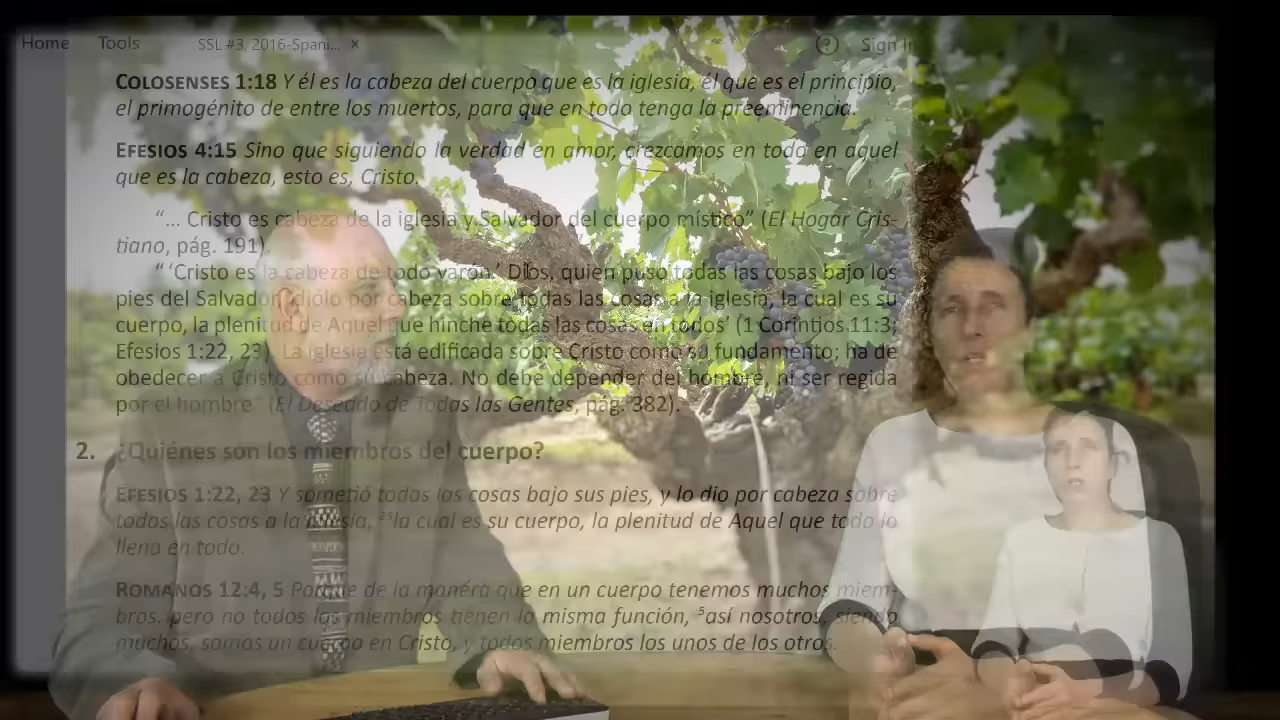 Home Tools SSL #3, 2016-Spani... × ? Sign In
COLOSENSES 1:18 Y él es la cabeza del cuerpo que es la iglesia, él que es el principio,
el primogénito de entre los muertos, para que en todo tenga la preeminencia.
EFESIOS 4:15 Sino que siguiendo la verdad en amor, crezcamos en todo en aquel
que es la cabeza, esto es, Cristo.
“... Cristo es cabeza de la iglesia y Salvador del cuerpo místico” (El Hogar Cris-
tiano, pág. 191)
“ ‘Cristo es la cabeza de todo varón.’ Dios, quien puso todas las cosas bajo los
pies del Salvador, ‘diólo por cabeza sobre todas las cosas a la iglesia, la cual es su
cuerpo, la plenitud de Aquel que hinche todas las cosas en todos’ (1 Corintios 11:3;
Efesios 1:22, 23). La iglesia está edificada sobre Cristo como su fundamento; ha de
obedecer a Cristo como su cabeza. No debe depender del hombre, ni ser regida
por el hombre” (El Deseado de Todas las Gentes, pág. 382).
2. ¿Quiénes son los miembros del cuerpo?
EFESIOS 1:22, 23 Y sometió todas las cosas bajo sus pies, y lo dio por cabeza sobre
todas las cosas a la iglesia, ²³la cual es su cuerpo, la plenitud de Aquel que todo lo
llena en todo.
ROMANOS 12:4, 5 Porque de la manera que en un cuerpo tenemos muchos miem-
bros, pero no todos los miembros tienen la misma función, ⁵así nosotros, siendo
muchos, somos un cuerpo en Cristo, y todos miembros los unos de los otros.